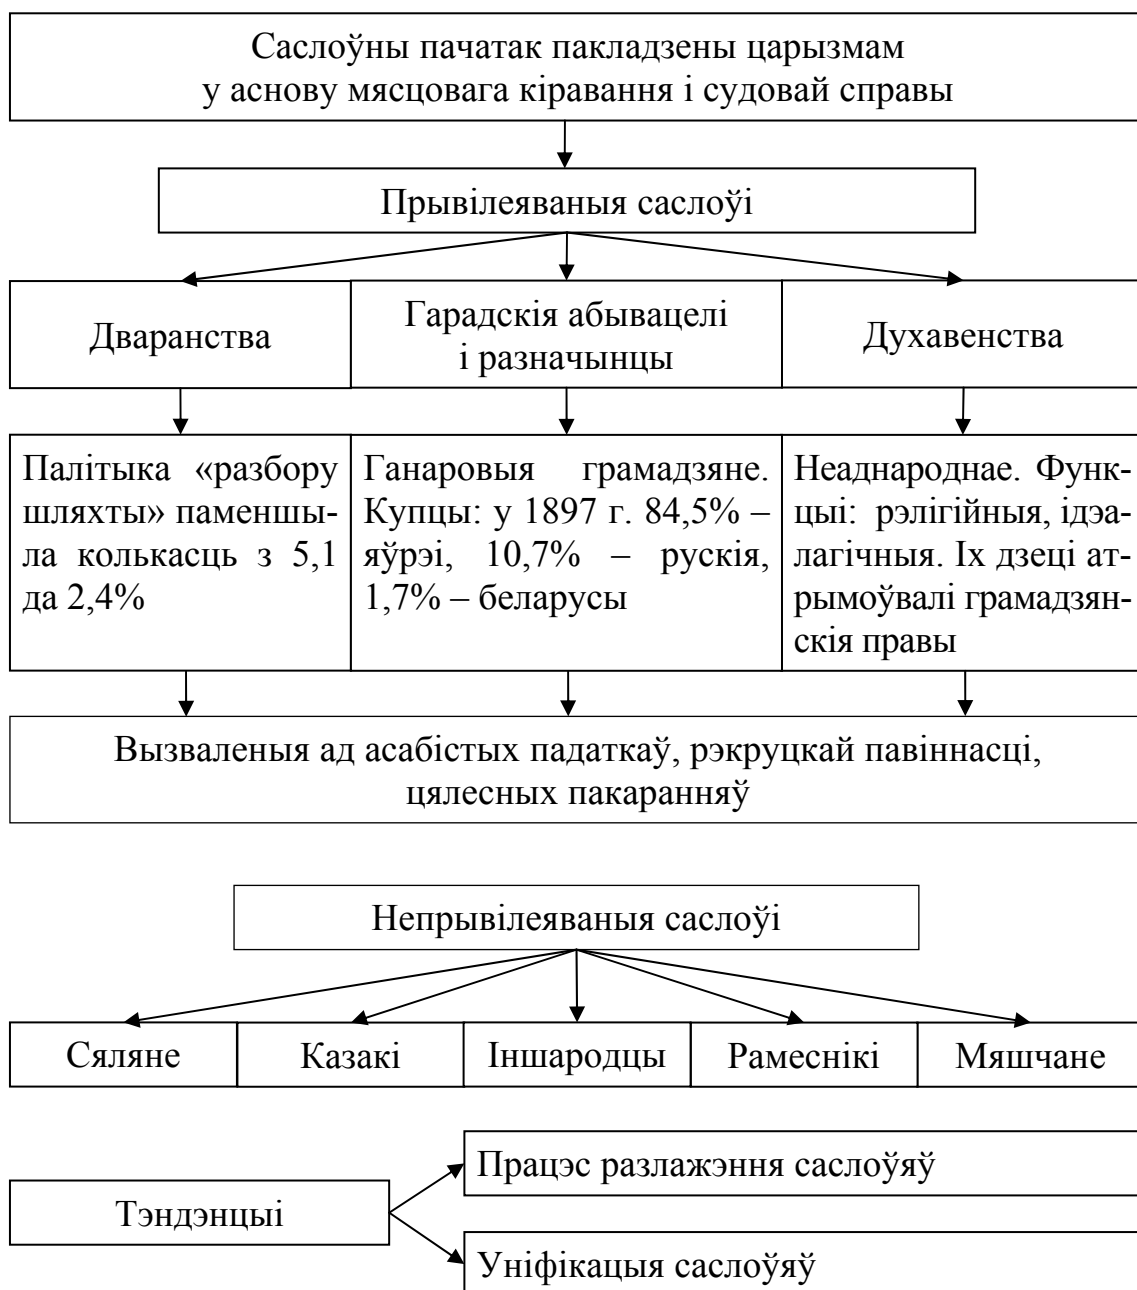 Саслоўны пачатак пакладзены царызмам
у аснову мясцовага кіравання і судовай справы
Прывілеяваныя саслоўі
Дваранства
Гарадскія абывацелі
і разначынцы
Духавенства
Палітыка «разбору
шляхты» паменшы-
ла колькасць з 5,1
да 2,4%
Ганаровыя грамадзяне.
Купцы: у 1897 г. 84,5% –
яўрэі, 10,7% – рускія,
1,7% – беларусы
Неаднароднае. Функ-
цыі: рэлігійныя, ідэа-
лагічныя. Іх дзеці ат-
рымоўвалі грамадзян-
скія правы
Вызваленыя ад асабістых падаткаў, рэкруцкай павіннасці,
цялесных пакаранняў
Непрывілеяваныя саслоўі
Сяляне
Казакі
Іншародцы
Рамеснікі
Мяшчане
Тэндэнцыі
Працэс разлажэння саслоўяў
Уніфікацыя саслоўяў